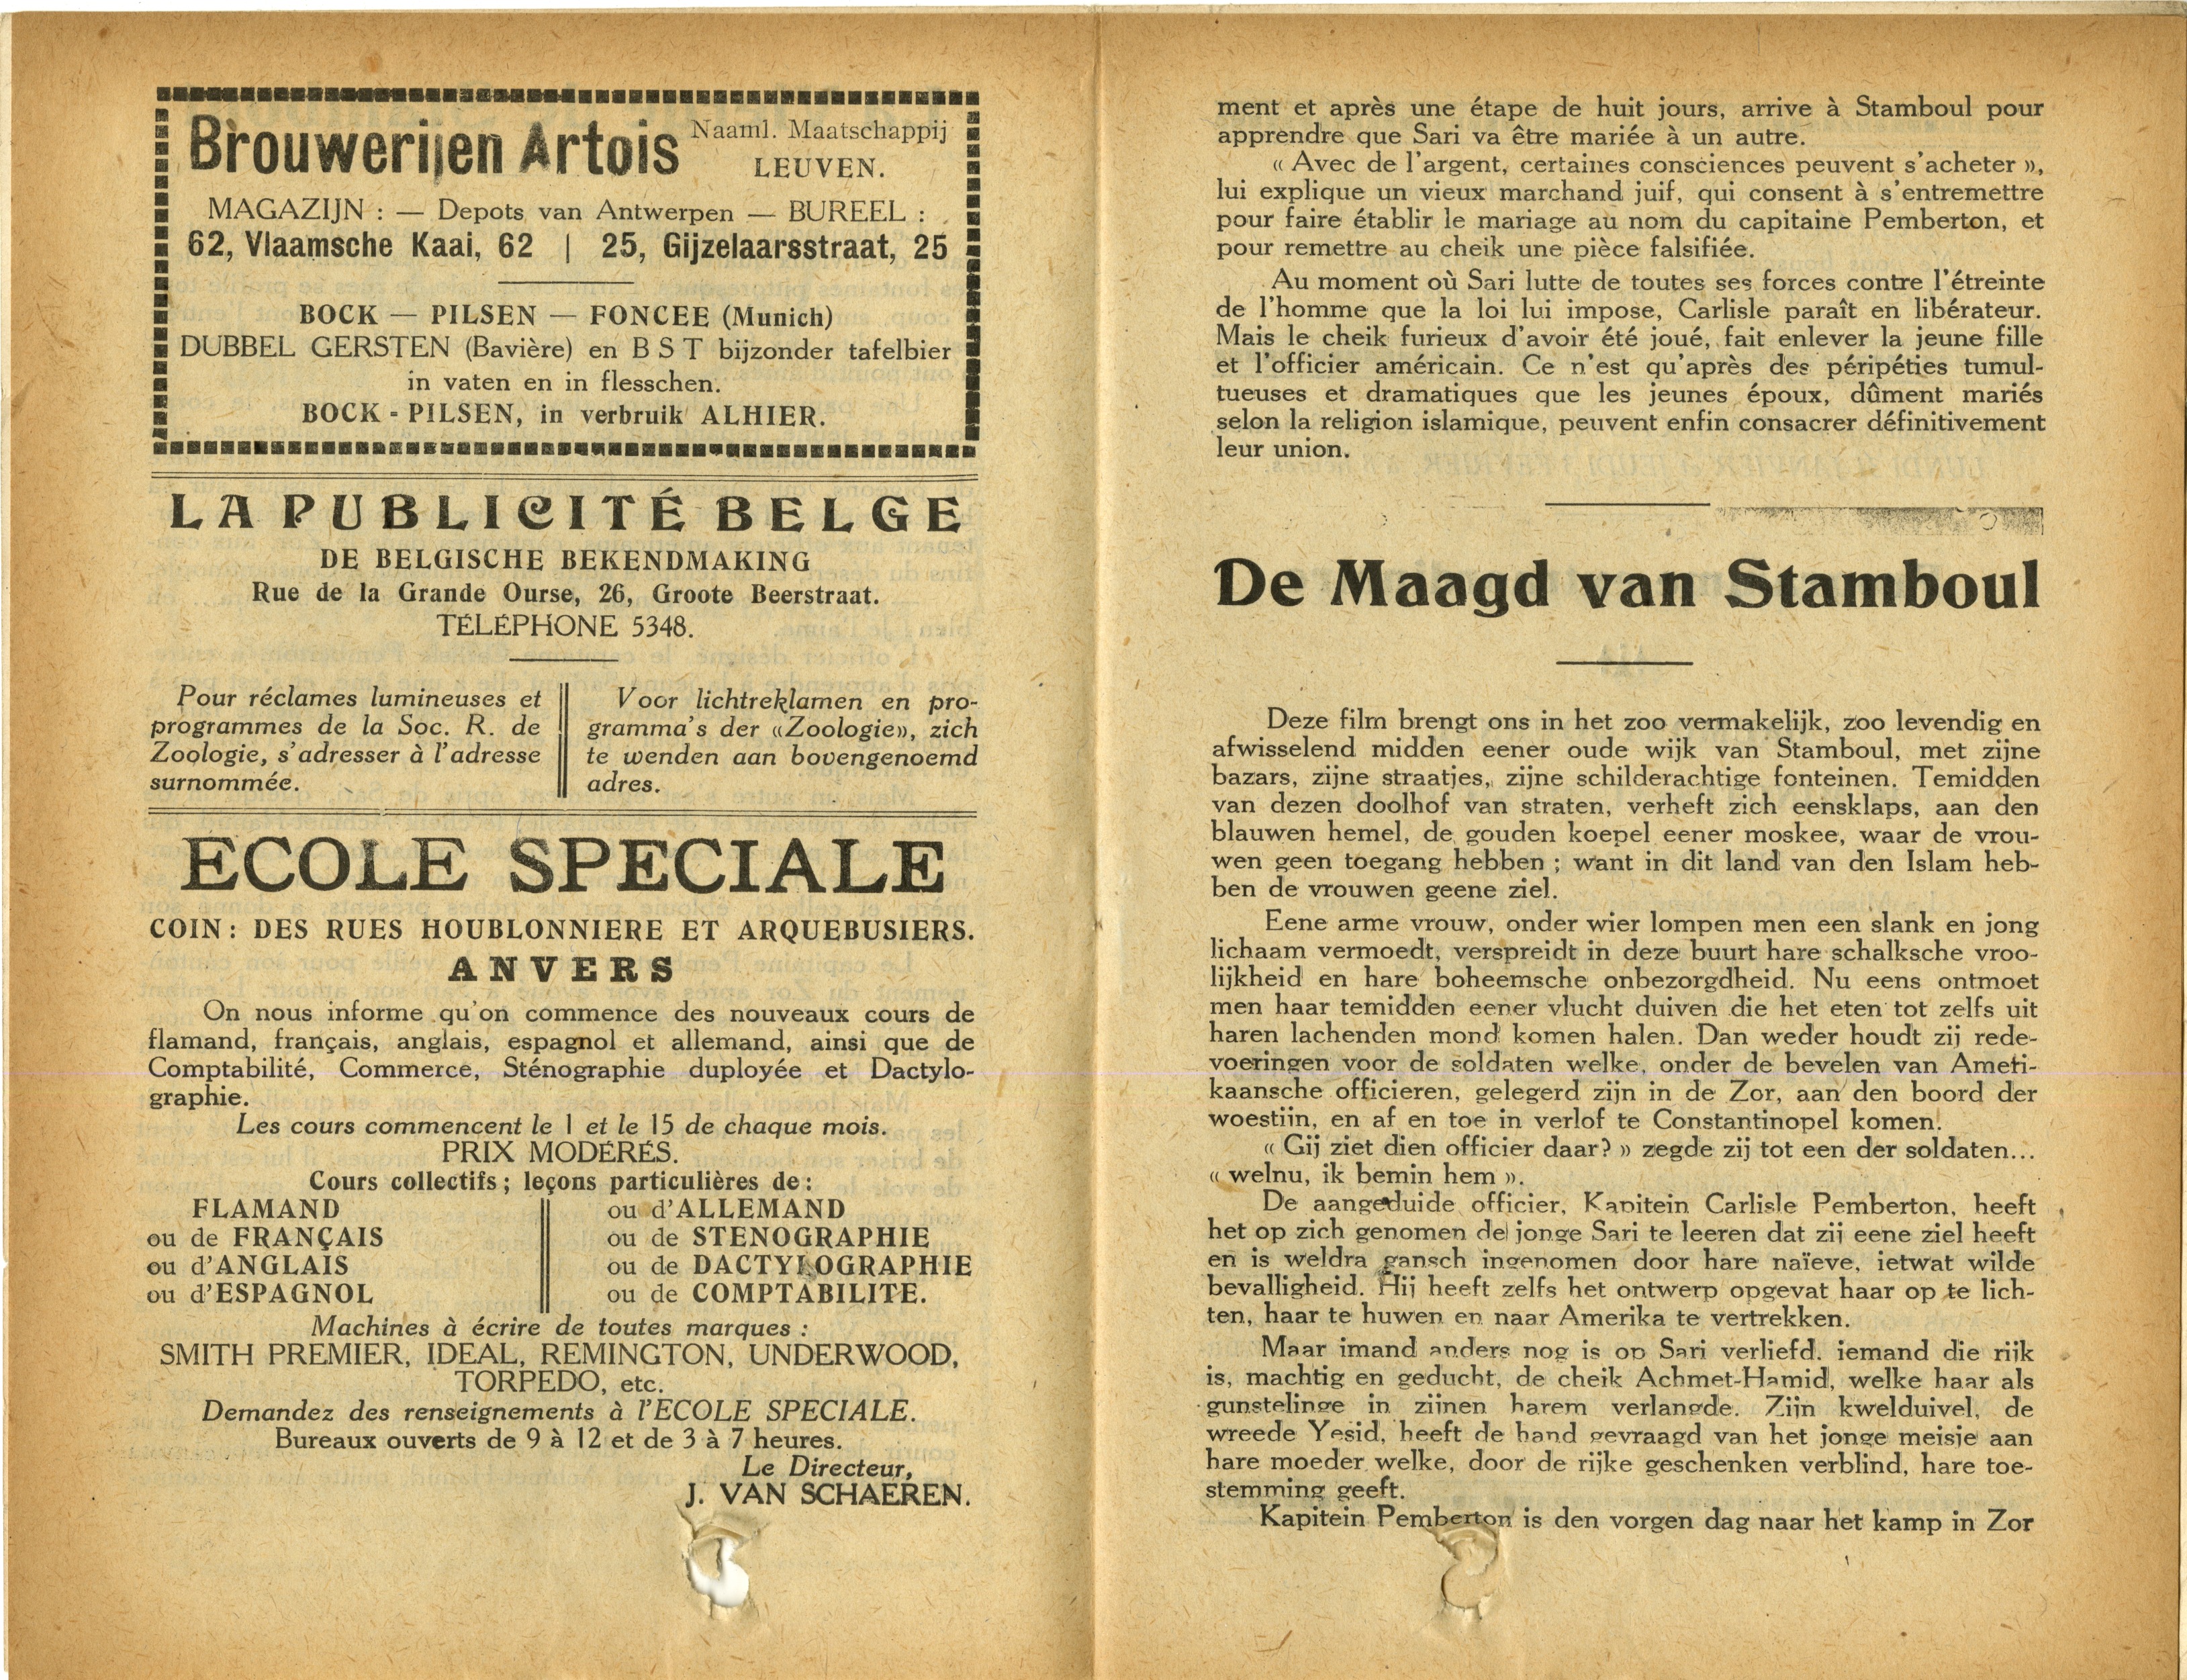 Brouwerijen Artois Naaml. Maatschappij
LEUVEN.
MAGAZIJN : — Depots van Antwerpen — BUREEL :
62, Vlaamsche Kaai, 62 | 25, Gijzelaarsstraat, 25
BOCK — PILSEN — FONCEE (Munich)
DUBBEL GERSTEN (Bavière) en B S T bijzonder tafelbier
in vaten en in flesschen.
BOCK - PILSEN, in verbruik ALHIER.
LA PUBLICITÉ BELGE
DE BELGISCHE BEKENDMAKING
Rue de la Grande Ourse, 26, Groote Beerstraat.
TÉLÉPHONE 5348.
Pour réclames lumineuses et
programmes de la Soc. R. de
Zoologie, s'adresser à l'adresse
surnommée.
Voor lichtreklamen en pro-
gramma's der «Zoologie», zich
te wenden aan bovengenoemd
adres.
ECOLE SPECIALE
COIN : DES RUES HOUBLONNIERE ET ARQUEBUSIERS.
ANVERS
On nous informe qu'on commence des nouveaux cours de
flamand, français, anglais, espagnol et allemand, ainsi que de
Comptabilité, Commerce, Sténographie duployée et Dactylo-
graphie.
Les cours commencent le 1 et le 15 de chaque mois.
PRIX MODÉRÉS.
Cours collectifs ; leçons particulières de :
FLAMAND
ou de FRANÇAIS
ou d'ANGLAIS
ou d'ESPAGNOL
ou d'ALLEMAND
ou de STENOGRAPHIE
ou de DACTYLOGRAPHIE
ou de COMPTABILITE.
Machines à écrire de toutes marques :
SMITH PREMIER, IDEAL, REMINGTON, UNDERWOOD,
TORPEDO, etc.
Demandez des renseignements à l'ECOLE SPECIALE.
Bureaux ouverts de 9 à 12 et de 3 à 7 heures.
Le Directeur,
J. VAN SCHAEREN.
ment et après une étape de huit jours, arrive à Stamboul pour
apprendre que Sari va être mariée à un autre.
« Avec de l'argent, certaines consciences peuvent s'acheter »,
lui explique un vieux marchand juif, qui consent à s'entremettre
pour faire établir le mariage au nom du capitaine Pemberton, et
pour remettre au cheik une pièce falsifiée.
Au moment où Sari lutte de toutes ses forces contre l'étreinte
de l'homme que la loi lui impose, Carlisle paraît en libérateur.
Mais le cheik furieux d'avoir été joué, fait enlever la jeune fille
et l'officier américain. Ce n'est qu'après des péripéties tumul-
tueuses et dramatiques que les jeunes époux, dûment mariés
selon la religion islamique, peuvent enfin consacrer définitivement
leur union.
De Maagd van Stamboul
Deze film brengt ons in het zoo vermakelijk, zoo levendig en
afwisselend midden eener oude wijk van Stamboul, met zijne
bazars, zijne straatjes, zijne schilderachtige fonteinen. Temidden
van dezen doolhof van straten, verheft zich eensklaps, aan den
blauwen hemel, de gouden koepel eener moskee, waar de vrou-
wen geen toegang hebben ; want in dit land van den Islam heb-
ben de vrouwen geene ziel.
Eene arme vrouw, onder wier lompen men een slank en jong
lichaam vermoedt, verspreidt in deze buurt hare schalksche vroo-
lijkheid en hare boheemsche onbezorgdheid. Nu eens ontmoet
men haar temidden eener vlucht duiven die het eten tot zelfs uit
haren lachenden mond komen halen. Dan weder houdt zij rede-
voeringen voor de soldaten welke, onder de bevelen van Ameri-
kaansche officieren, gelegerd zijn in de Zor, aan den boord der
woestiin, en af en toe in verlof te Constantinopel komen.
« Gij ziet dien officier daar? » zegde zij tot een der soldaten...
« welnu, ik bemin hem ».
De aangeduide officier, Kapitein Carlisle Pemberton, heeft
het op zich genomen de jonge Sari te leeren dat zij eene ziel heeft
en is weldra gansch ingenomen door hare naïeve, ietwat wilde
bevalligheid. Hij heeft zelfs het ontwerp opgevat haar op te lich-
ten, haar te huwen en naar Amerika te vertrekken.
Maar imand anders nog is op Sari verliefd, iemand die rijk
is, machtig en geducht, de cheik Achmet-Hamid, welke haar als
gunstelinge in zijnen harem verlangde. Zijn kwelduivel, de
wreede Yesid, heeft de hand gevraagd van het jonge meisje aan
hare moeder welke, door de rijke geschenken verblind, hare toe-
stemming geeft.
Kapitein Pemberton is den vorgen dag naar het kamp in Zor